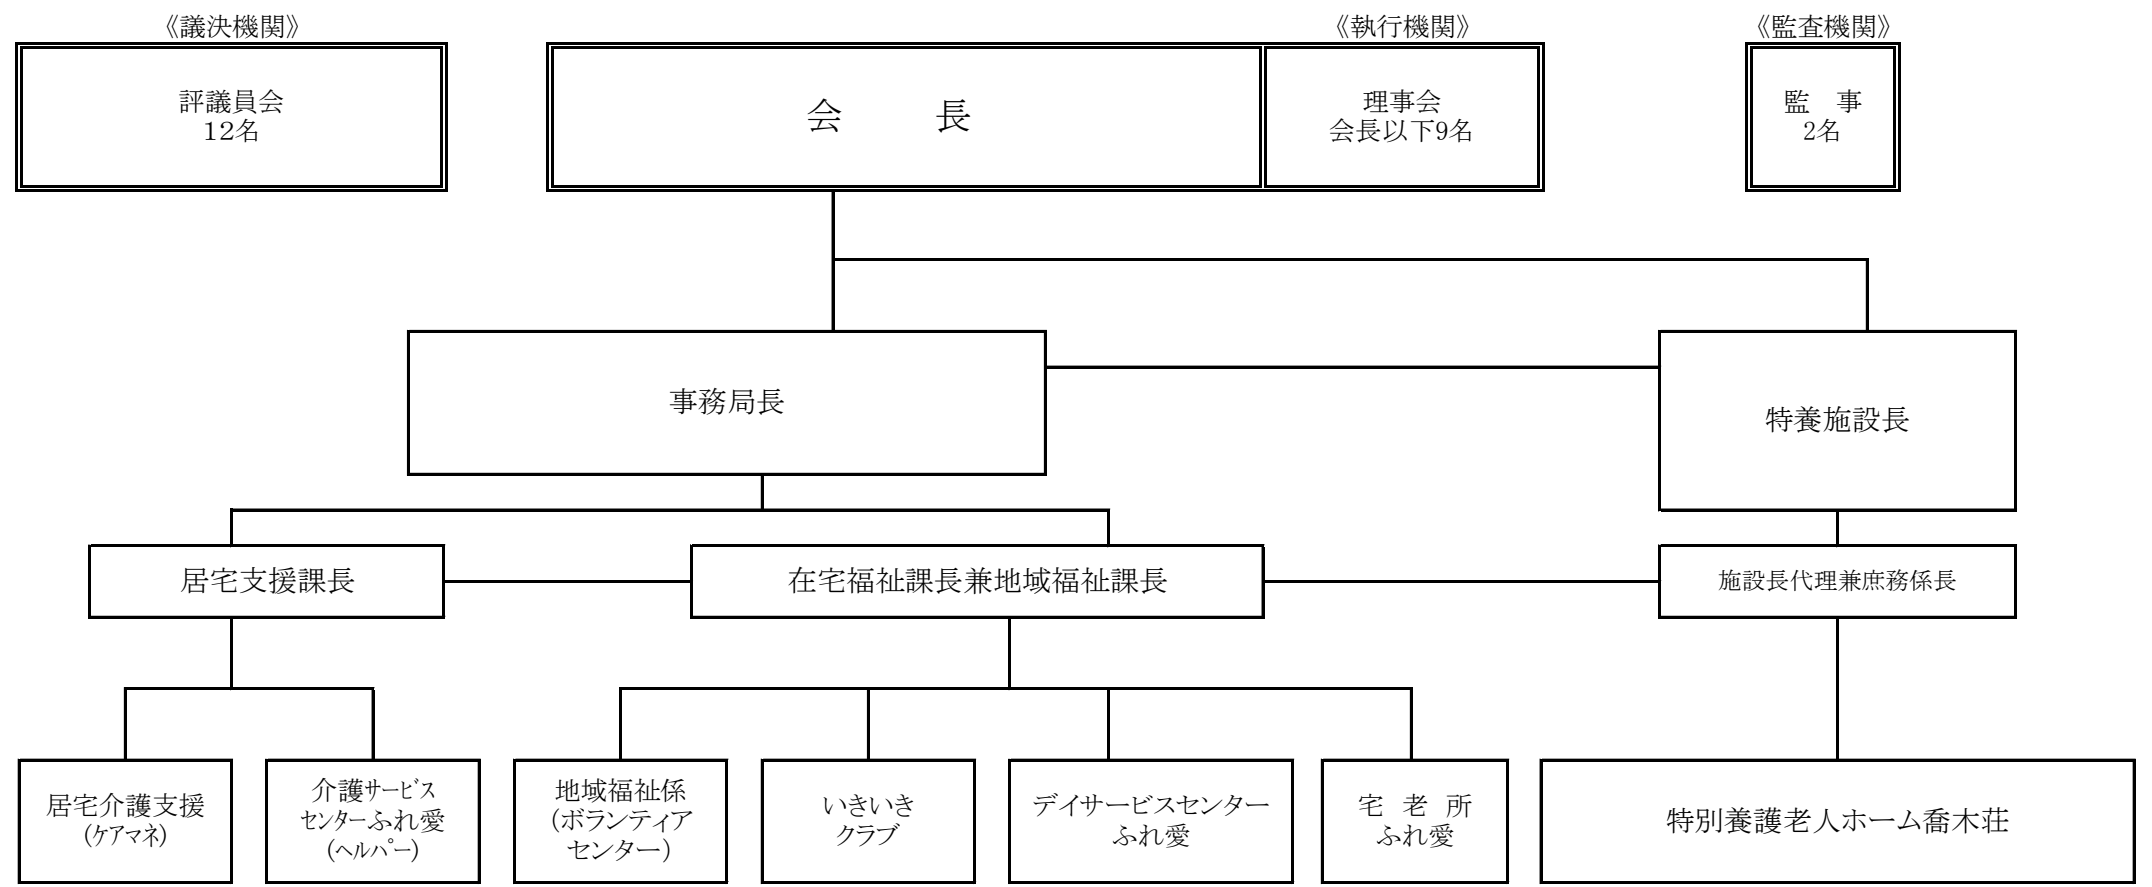 《議決機関》
《執行機関》
《監査機関》
評議員会
12名
会　長
理事会
会長以下9名
監　事
2名
事務局長
特養施設長
居宅支援課長
在宅福祉課長兼地域福祉課長
施設長代理兼庶務係長
居宅介護支援
(ｹｱﾏﾈ)
介護ｻｰﾋﾞｽ
ｾﾝﾀｰふれ愛
(ﾍﾙﾊﾟｰ)
地域福祉係
(ボランティア
センター)
いきいき
クラブ
デイサービスセンター
ふれ愛
宅　老　所
ふれ愛
特別養護老人ホーム喬木荘